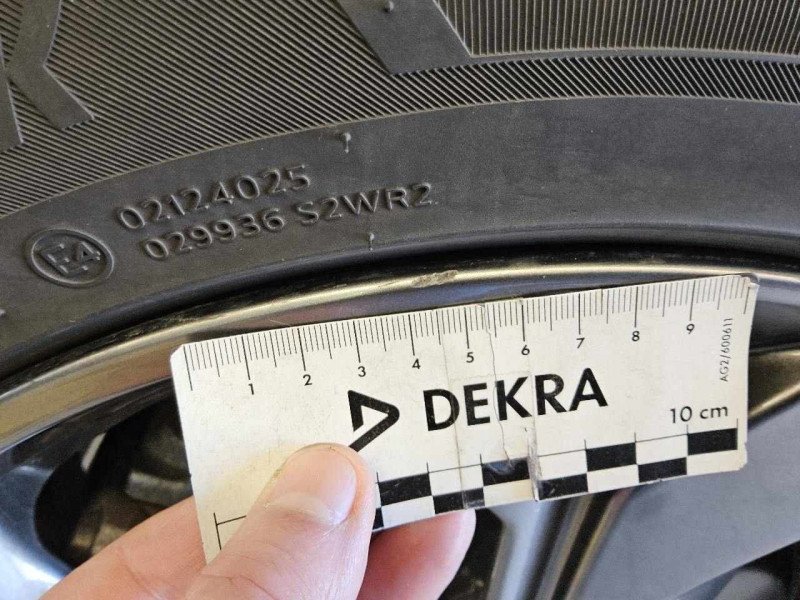 02124025
E4 029936 S2WR2
1 2 3 4 5 6 7 8 9
DEKRA
10 cm
AG2/600611